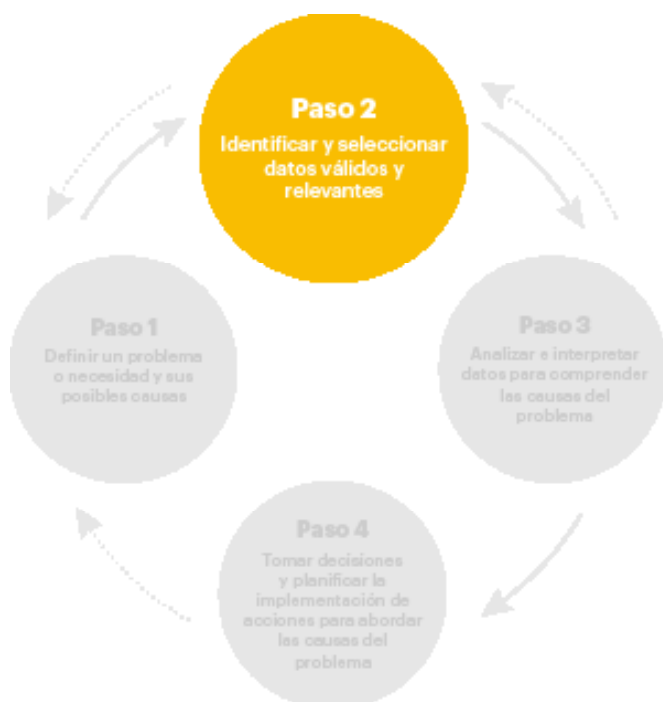 Paso 2
Identificar y seleccionar
datos válidos y
relevantes
Paso 1
Definir un problema
o necesidad y sus
posibles causas
Paso 3
Analizar e interpretar
datos para comprender
las causas del
problema
Paso 4
Tomar decisiones
y planificar la
implementación de
acciones para abordar
las causas del
problema